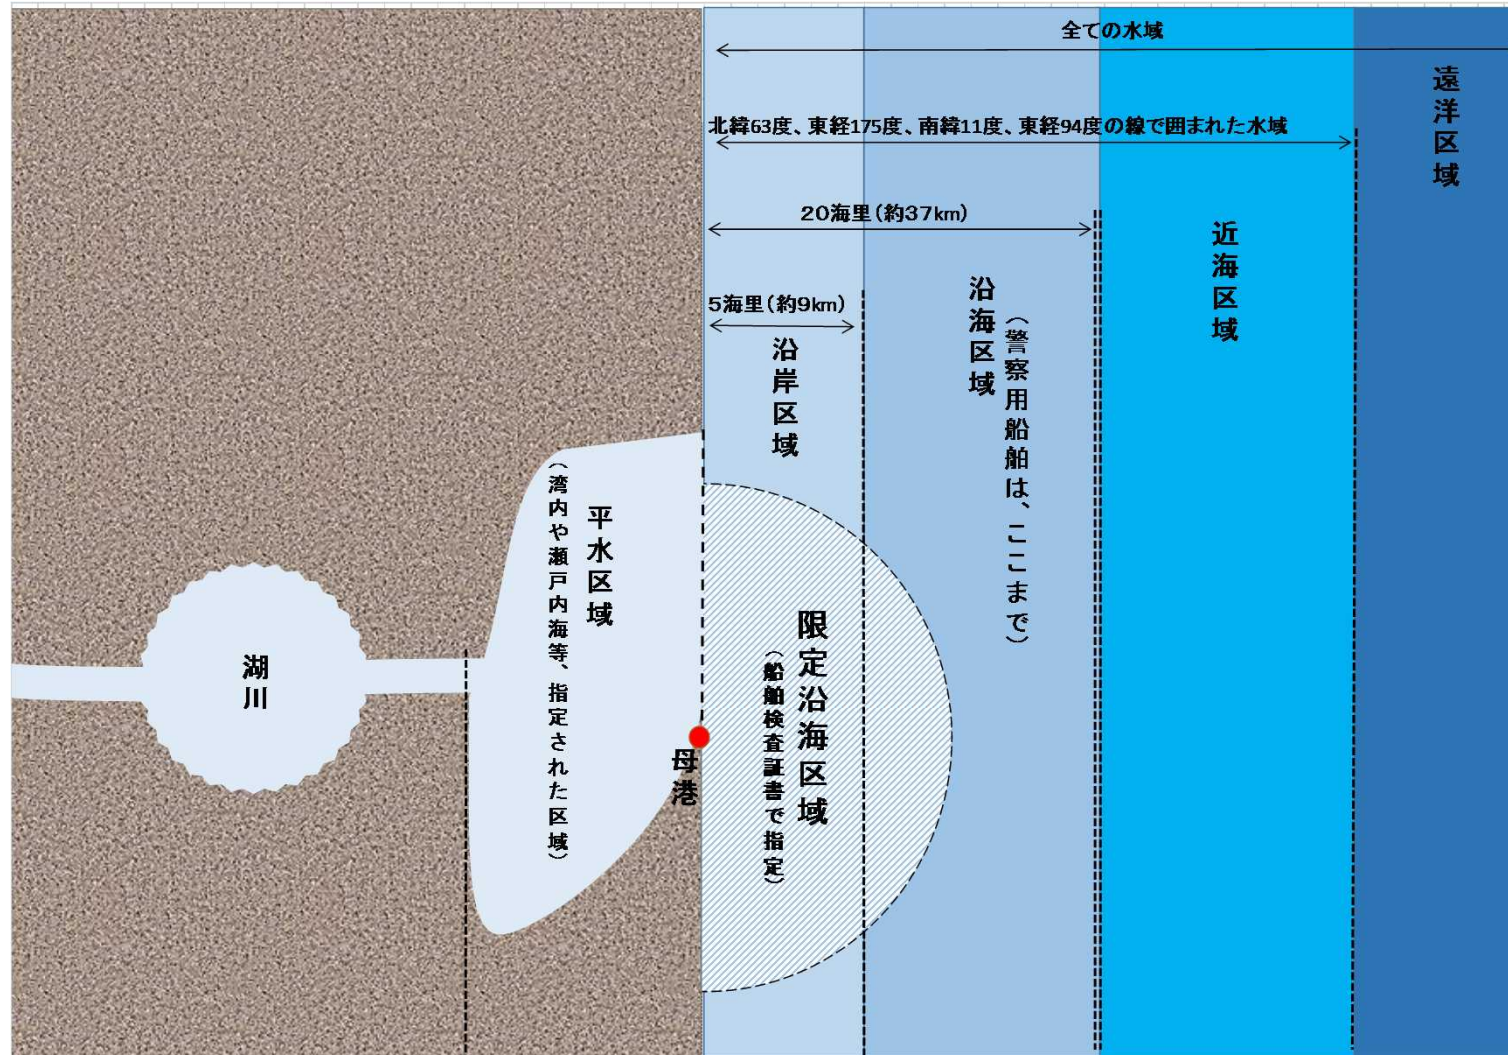 全ての水域
遠洋区域
北緯63度、東経175度、南緯11度、東経94度の線で囲まれた水域
20海里(約37km)
近海区域
沿海区域
（警察用船舶は、ここまで）
5海里(約9km)
沿岸区域
平水区域
（湾内や瀬戸内海等、指定された区域）
限定沿海区域
（船舶検査証書で指定）
湖川
母港